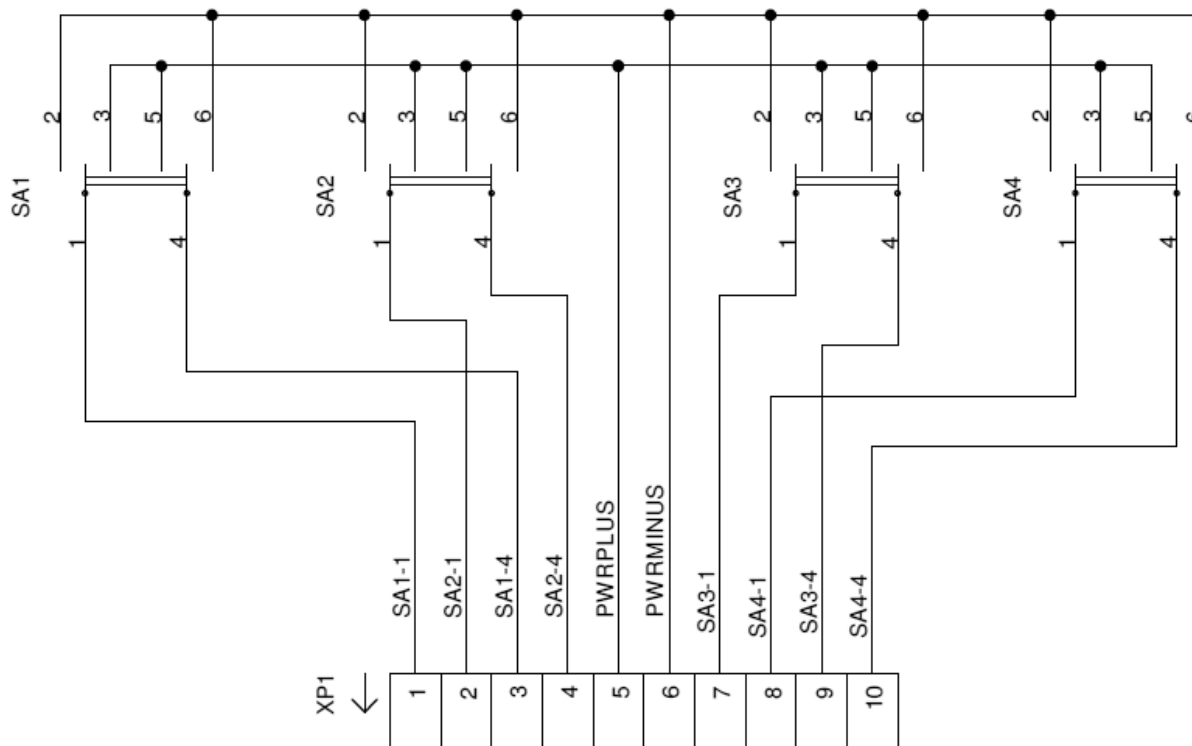 2 3 5 6 2 3 5 6 2 3 5 6 2 3 5 6
SA1 SA2 SA3 SA4
1 4 1 4 1 4 1 4
SA1-1 SA2-1 SA1-4 SA2-4 PWRPLUS PWRMINUS SA3-1 SA4-1 SA3-4 SA4-4
XP1 1 2 3 4 5 6 7 8 9 10